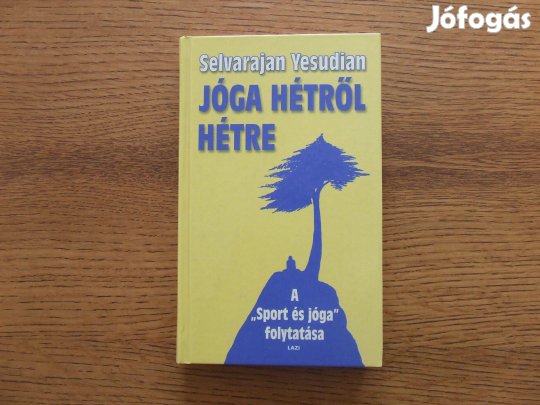 Jófogás
Selvarajan Yesudian
JÓGA HÉTRŐL
HÉTRE
A
„Sport és jóga”
folytatása
LAZI